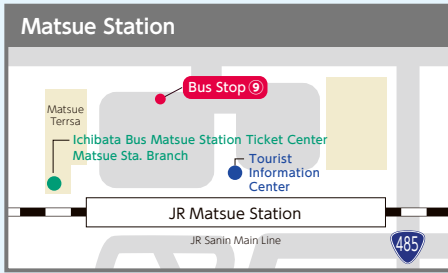 Matsue Station
Bus Stop ⑨
Matsue
Terrsa
Ichibata Bus Matsue Station Ticket Center
Matsue Sta. Branch
Tourist
Information
Center
JR Matsue Station
JR Sanin Main Line
485